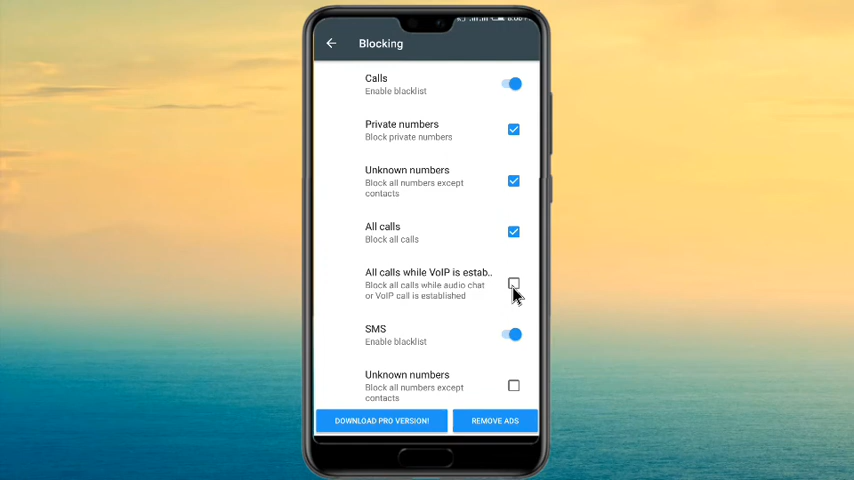 Blocking
Calls
Enable blacklist
Private numbers
Block private numbers
Unknown numbers
Block all numbers except
contacts
All calls
Block all calls
All calls while VoIP is estab..
Block all calls while audio chat
or VoIP call is established
SMS
Enable blacklist
Unknown numbers
Block all numbers except
contacts
DOWNLOAD PRO VERSION!
REMOVE ADS